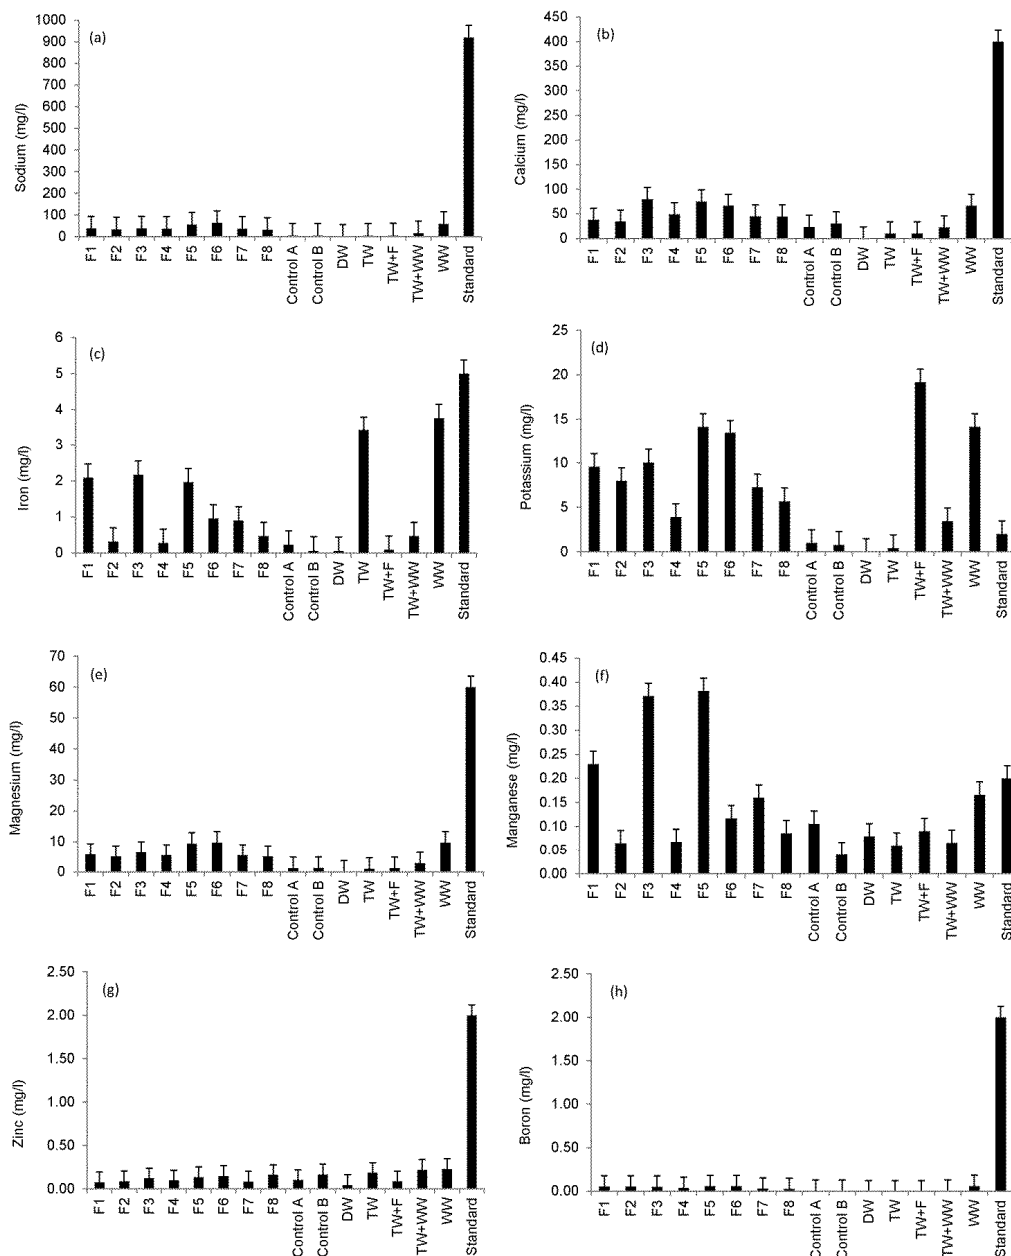 (a)
Sodium (mg/l)
1000
900
800
700
600
500
400
300
200
100
0
F1 F2 F3 F4 F5 F6 F7 F8 Control A Control B DW TW TW+F TW+WW WW Standard
(b)
Calcium (mg/l)
450
400
350
300
250
200
150
100
50
0
F1 F2 F3 F4 F5 F6 F7 F8 Control A Control B DW TW TW+F TW+WW WW Standard
(c)
Iron (mg/l)
6
5
4
3
2
1
0
F1 F2 F3 F4 F5 F6 F7 F8 Control A Control B DW TW TW+F TW+WW WW Standard
(d)
Potassium (mg/l)
25
20
15
10
5
0
F1 F2 F3 F4 F5 F6 F7 F8 Control A Control B DW TW TW+F TW+WW WW Standard
(e)
Magnesium (mg/l)
70
60
50
40
30
20
10
0
F1 F2 F3 F4 F5 F6 F7 F8 Control A Control B DW TW TW+F TW+WW WW Standard
(f)
Manganese (mg/l)
0.45
0.40
0.35
0.30
0.25
0.20
0.15
0.10
0.05
0.00
F1 F2 F3 F4 F5 F6 F7 F8 Control A Control B DW TW TW+F TW+WW WW Standard
(g)
Zinc (mg/l)
2.50
2.00
1.50
1.00
0.50
0.00
F1 F2 F3 F4 F5 F6 F7 F8 Control A Control B DW TW TW+F TW+WW WW Standard
(h)
Boron (mg/l)
2.50
2.00
1.50
1.00
0.50
0.00
F1 F2 F3 F4 F5 F6 F7 F8 Control A Control B DW TW TW+F TW+WW WW Standard